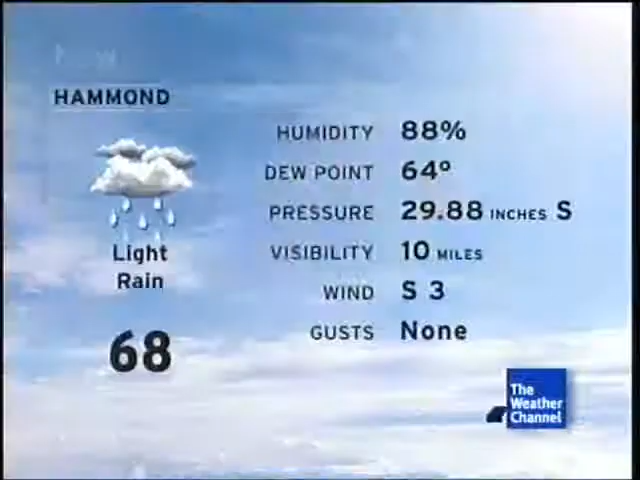 Now
HAMMOND
Light
Rain
68
HUMIDITY 88%
DEW POINT 64°
PRESSURE 29.88 INCHES S
VISIBILITY 10 MILES
WIND S 3
GUSTS None
The
Weather
Channel